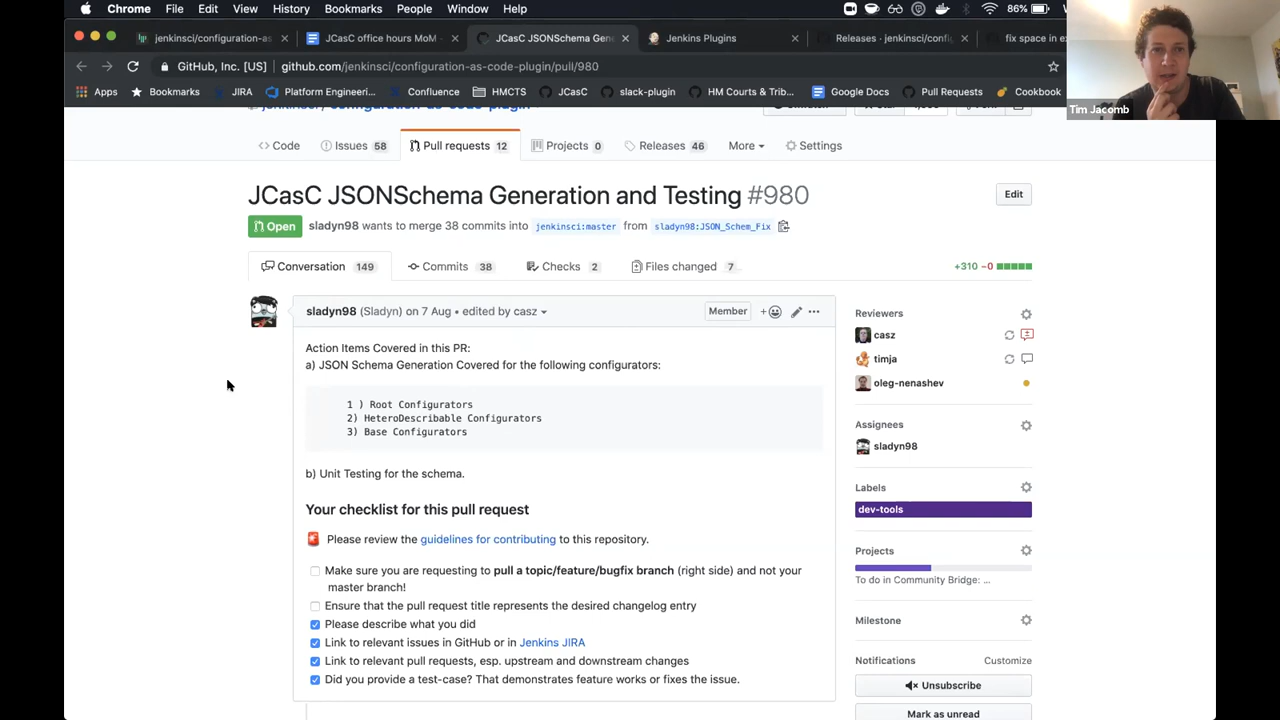 Chrome File Edit View History Bookmarks People Window Help 86%
jenkinsci/configuration-as JCasC office hours MoM - JCasC JSONSchema Gene Jenkins Plugins Releases · jenkinsci/config fix space in ex
GitHub, Inc. [US] github.com/jenkinsci/configuration-as-code-plugin/pull/980
Apps Bookmarks JIRA Platform Engineering... Confluence HMCTS JCasC slack-plugin HM Courts & Trib... Google Docs Pull Requests Cookbook
Tim Jacomb
jenkinsci/configuration-as-code-plugin
Code Issues 58 Pull requests 12 Projects 0 Releases 46 More Settings
JCasC JSONSchema Generation and Testing #980
Edit
Open sladyn98 wants to merge 38 commits into jenkinsci:master from sladyn98:JSON_Schem_Fix
Conversation 149 Commits 38 Checks 2 Files changed 7 +310 −0
sladyn98 (Sladyn) on 7 Aug • edited by casz Member
Action Items Covered in this PR:
a) JSON Schema Generation Covered for the following configurators:
1 ) Root Configurators
2) HeteroDescribable Configurators
3) Base Configurators
b) Unit Testing for the schema.
Your checklist for this pull request
Please review the guidelines for contributing to this repository.
Make sure you are requesting to pull a topic/feature/bugfix branch (right side) and not your
master branch!
Ensure that the pull request title represents the desired changelog entry
Please describe what you did
Link to relevant issues in GitHub or in Jenkins JIRA
Link to relevant pull requests, esp. upstream and downstream changes
Did you provide a test-case? That demonstrates feature works or fixes the issue.
Reviewers
casz
timja
oleg-nenashev
Assignees
sladyn98
Labels
dev-tools
Projects
To do in Community Bridge: ...
Milestone
Notifications Customize
Unsubscribe
Mark as unread